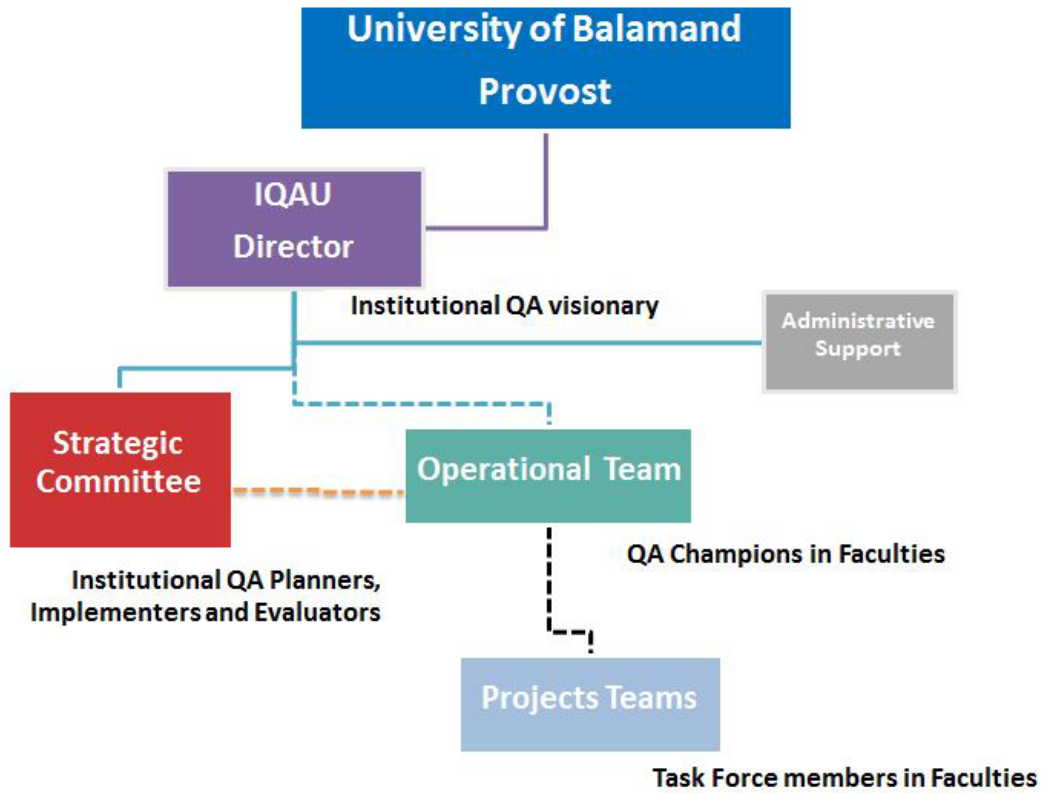 University of Balamand
Provost
IQAU
Director
Institutional QA visionary
Administrative
Support
Strategic
Committee
Operational Team
QA Champions in Faculties
Institutional QA Planners,
Implementers and Evaluators
Projects Teams
Task Force members in Faculties